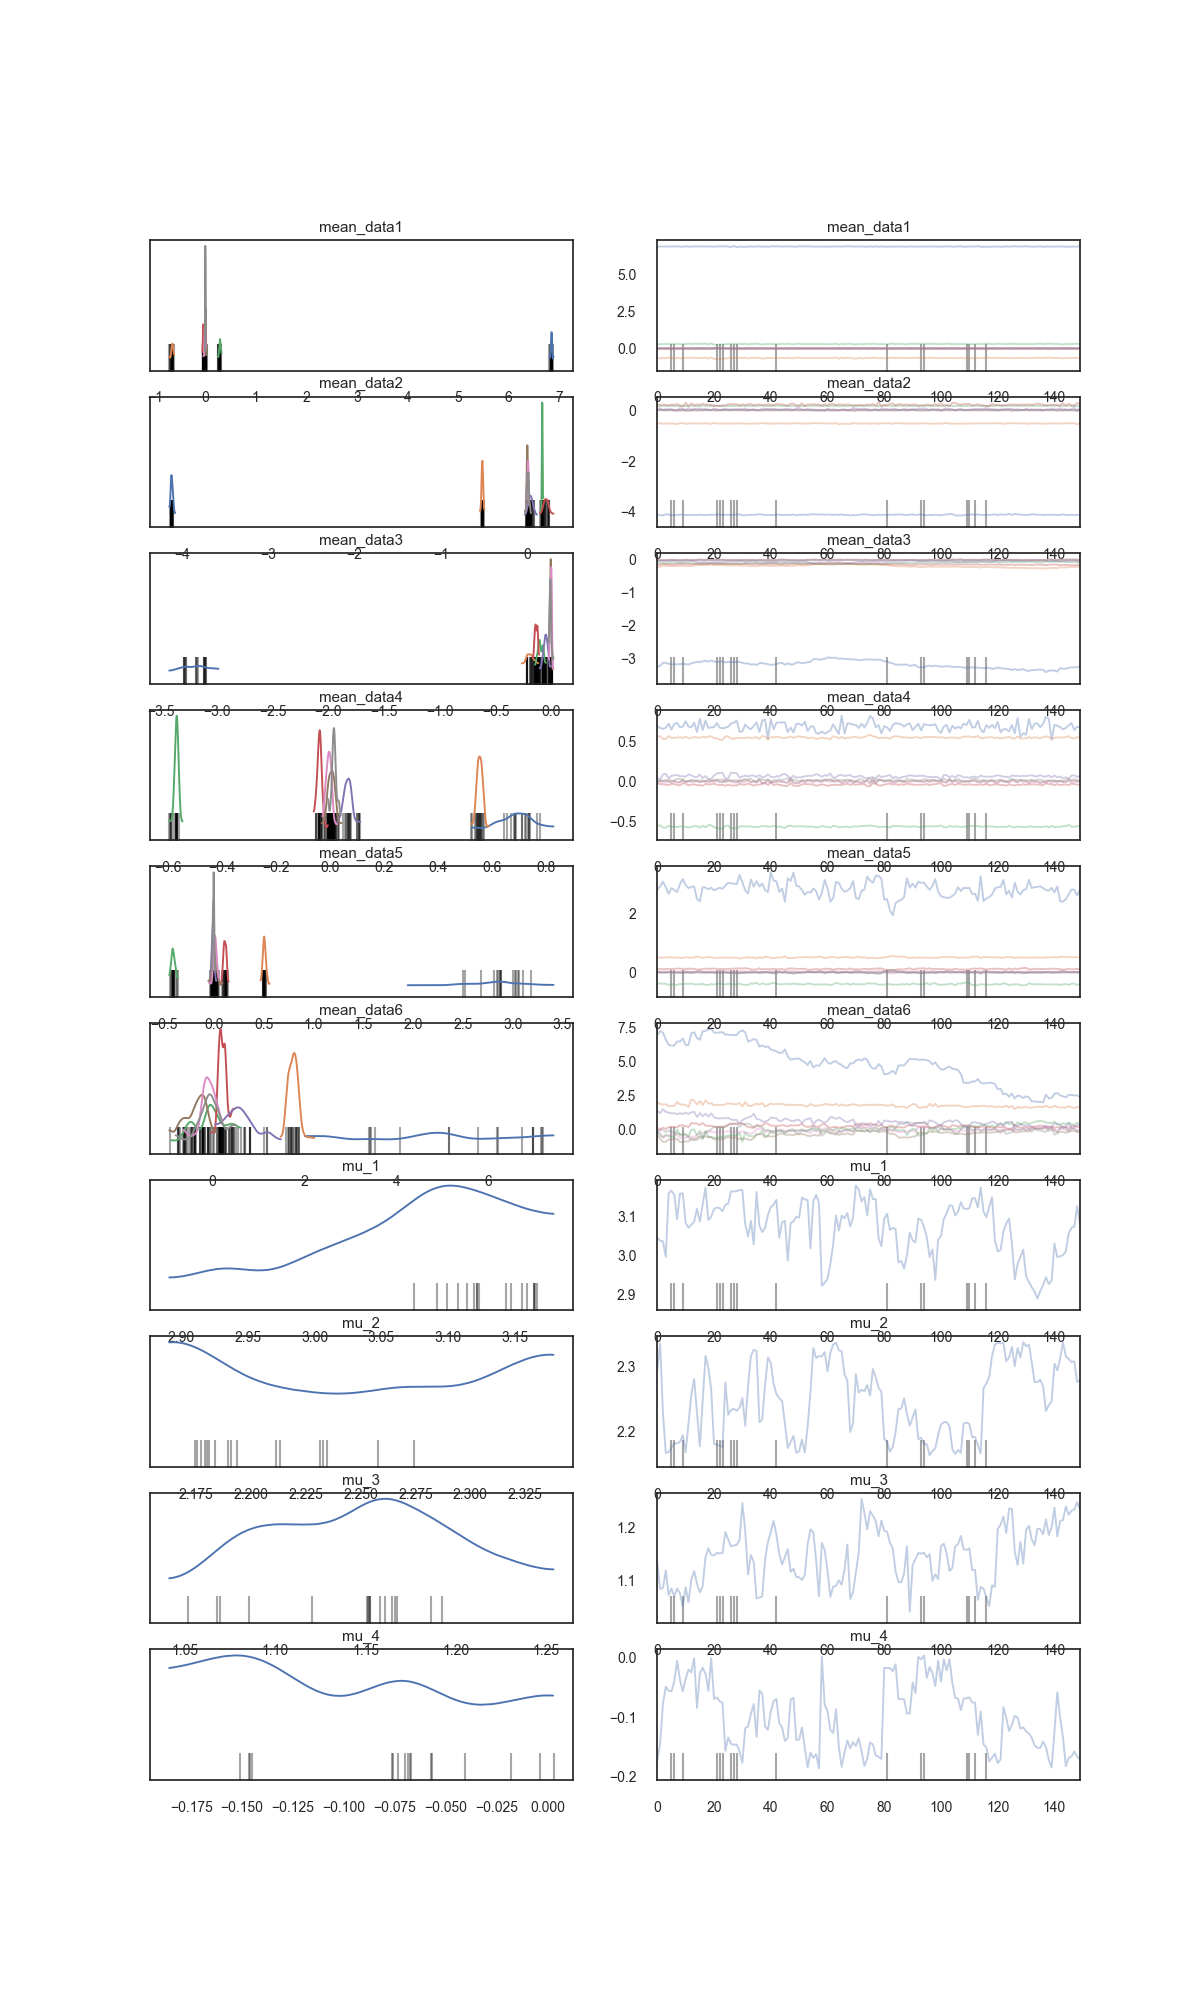 mean_data1 mean_data1
5.0
2.5
0.0
mean_data2 mean_data2
1 0 1 2 3 4 5 6 7 0 20 40 60 80 100 120 140
0
−2
−4
mean_data3 mean_data3
−4 −3 −2 −1 0 0 20 40 60 80 100 120 140
0
−1
−2
−3
mean_data4 mean_data4
−3.5 −3.0 −2.5 −2.0 −1.5 −1.0 −0.5 0.0 0 20 40 60 80 100 120 140
0.5
0.0
−0.5
mean_data5 mean_data5
−0.6 −0.4 −0.2 0.0 0.2 0.4 0.6 0.8 0 20 40 60 80 100 120 140
2
0
mean_data6 mean_data6
−0.5 0.0 0.5 1.0 1.5 2.0 2.5 3.0 3.5 0 20 40 60 80 100 120 140
7.5
5.0
2.5
0.0
mu_1 mu_1
0 2 4 6 0 20 40 60 80 100 120 140
3.1
3.0
2.9
mu_2 mu_2
2.90 2.95 3.00 3.05 3.10 3.15 0 20 40 60 80 100 120 140
2.3
2.2
mu_3 mu_3
2.175 2.200 2.225 2.250 2.275 2.300 2.325 0 20 40 60 80 100 120 140
1.2
1.1
mu_4 mu_4
1.05 1.10 1.15 1.20 1.25 0 20 40 60 80 100 120 140
0.0
−0.1
−0.2
−0.175 −0.150 −0.125 −0.100 −0.075 −0.050 −0.025 0.000 0 20 40 60 80 100 120 140